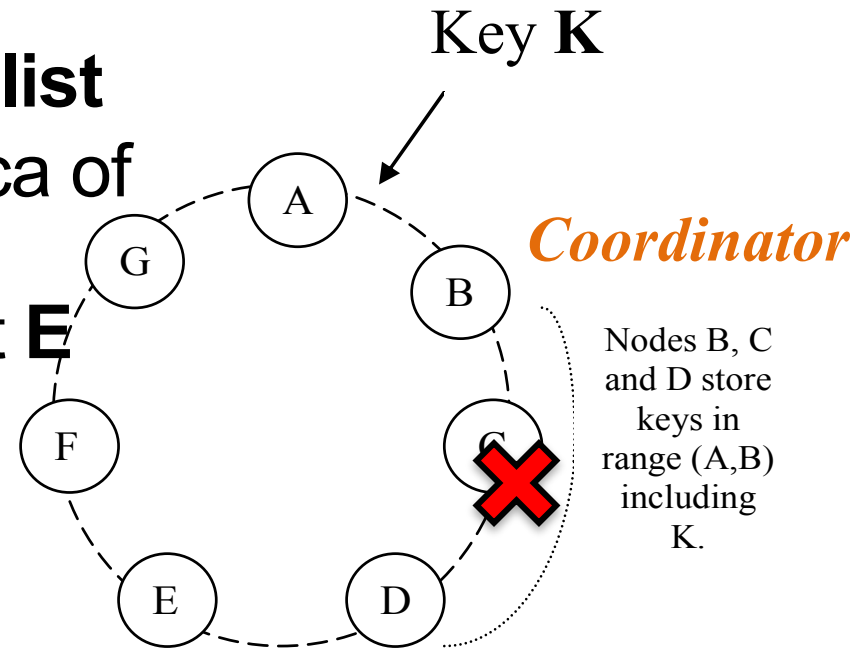 Key K
list
ca of
A
G
Coordinator
B
t E
Nodes B, C
and D store
keys in
range (A,B)
including
K.
F
C
E
D